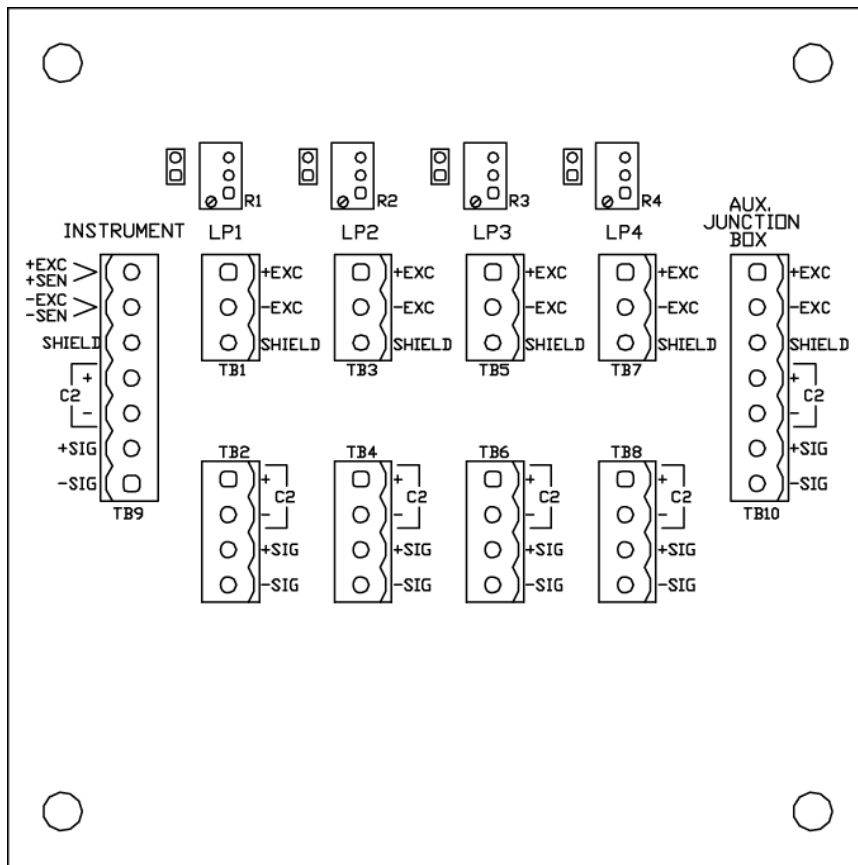 R1 R2 R3 R4
INSTRUMENT LP1 LP2 LP3 LP4 AUX.
JUNCTION
BOX
+EXC +EXC +EXC +EXC +EXC +EXC
+SEN
-EXC -EXC -EXC -EXC -EXC -EXC
-SEN
SHIELD SHIELD SHIELD SHIELD SHIELD SHIELD
TB1 TB3 TB5 TB7
+ +
C2 C2
- -
+SIG TB2 TB4 TB6 TB8 +SIG
-SIG + + + + -SIG
C2 C2 C2 C2
TB9 - - - - TB10
+SIG +SIG +SIG +SIG
-SIG -SIG -SIG -SIG